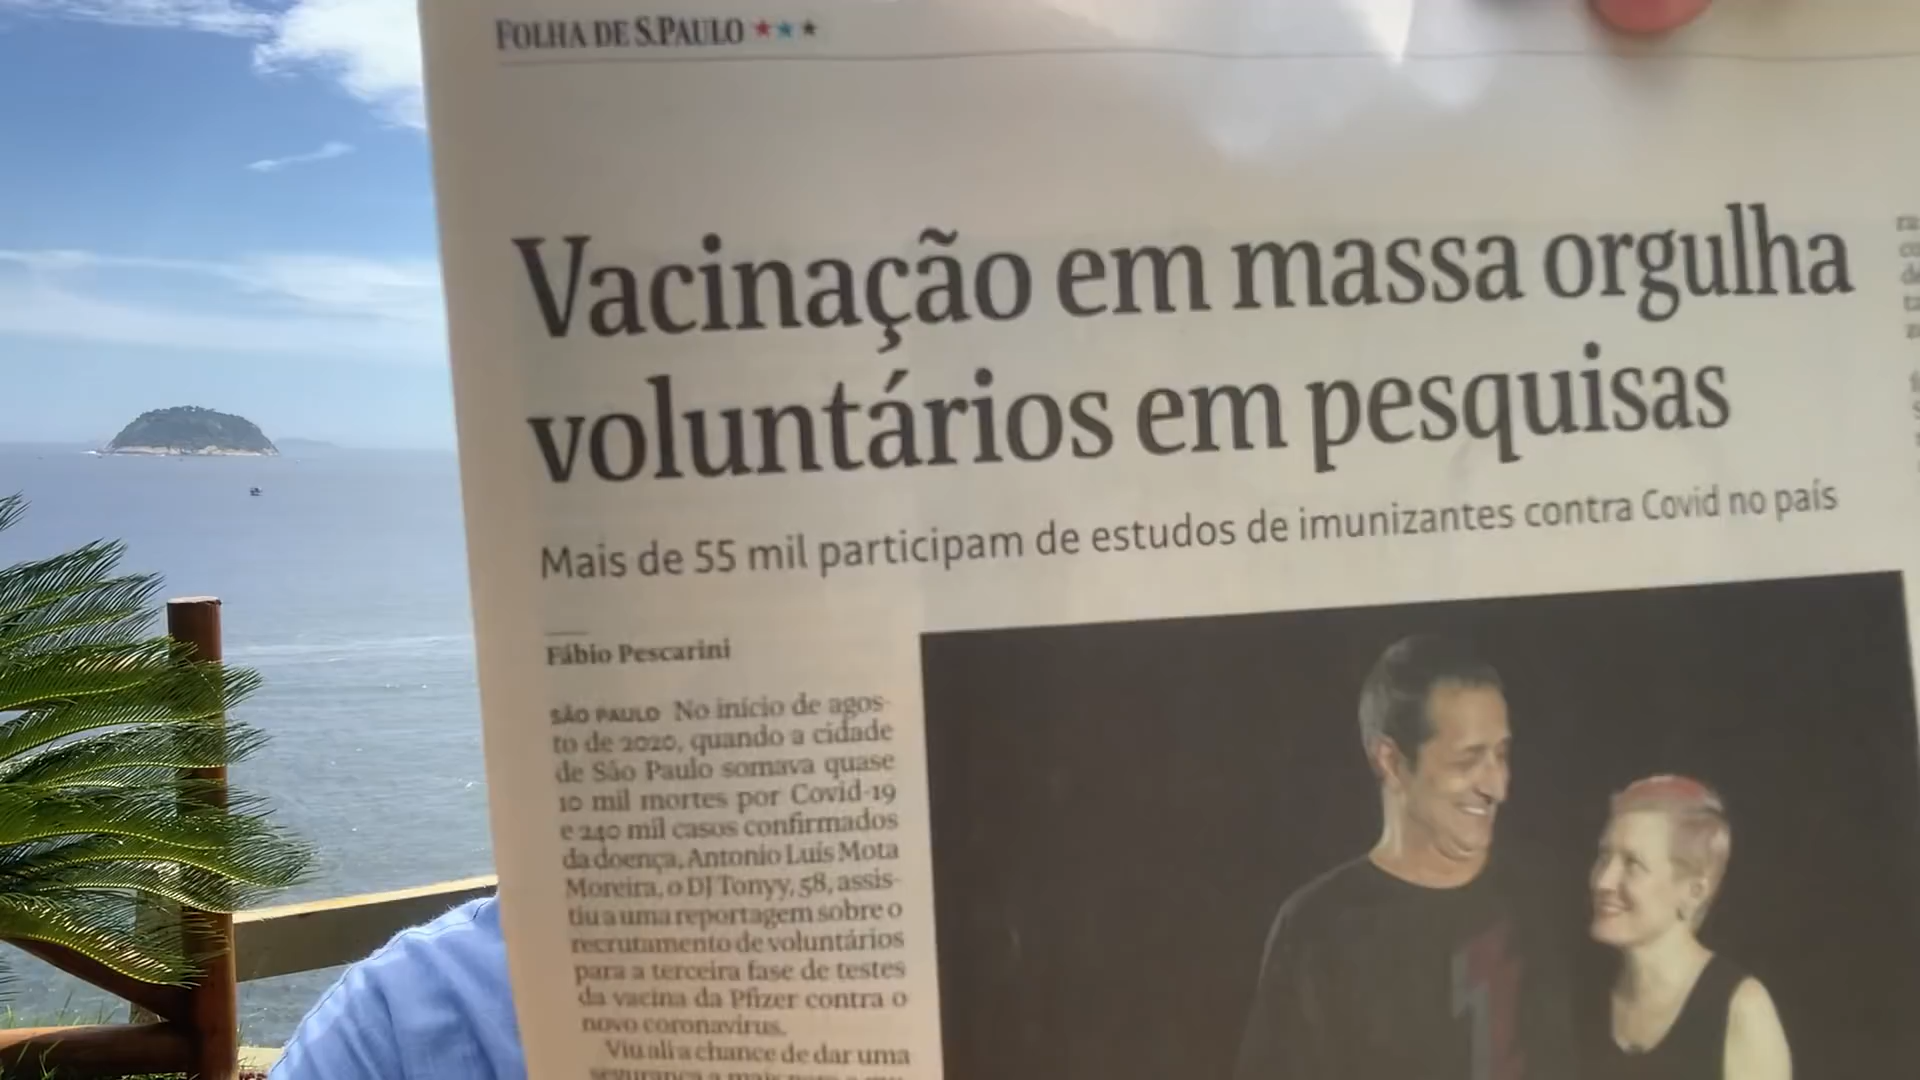 FOLHA DE S.PAULO
Vacinação em massa orgulha
voluntários em pesquisas
Mais de 55 mil participam de estudos de imunizantes contra Covid no país
Fábio Pescarini
SÃO PAULO No início de agos-
to de 2020, quando a cidade
de São Paulo somava quase
10 mil mortes por Covid-19
e 240 mil casos confirmados
da doença, Antonio Luís Mota
Moreira, o DJ Tonyy, 58, assis-
tiu a uma reportagem sobre o
recrutamento de voluntários
para a terceira fase de testes
da vacina da Pfizer contra o
novo coronavírus.
Viu ali a chance de dar uma
segurança a mais para a